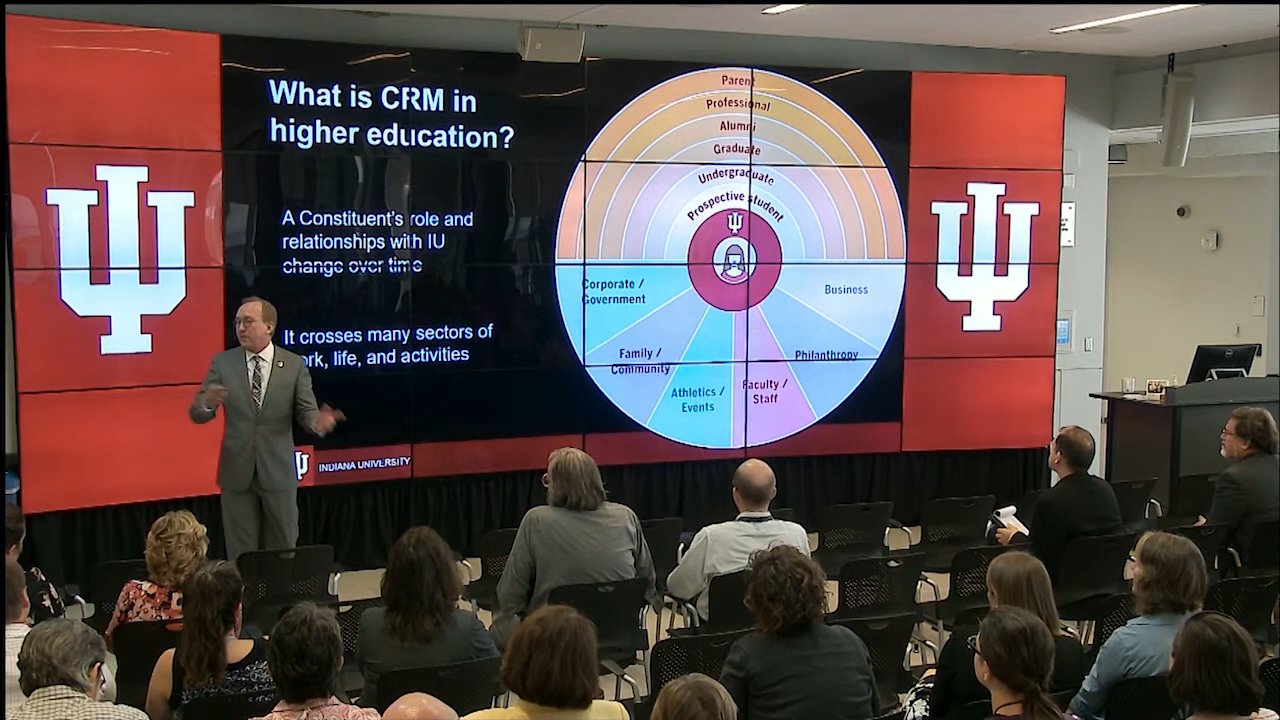 What is CRM in
higher education?
A Constituent's role and
relationships with IU
change over time
It crosses many sectors of
work, life, and activities
Parent
Professional
Alumni
Graduate
Undergraduate
Prospective student
Corporate /
Government
Business
Family /
Community
Philanthropy
Athletics /
Events
Faculty /
Staff
INDIANA UNIVERSITY